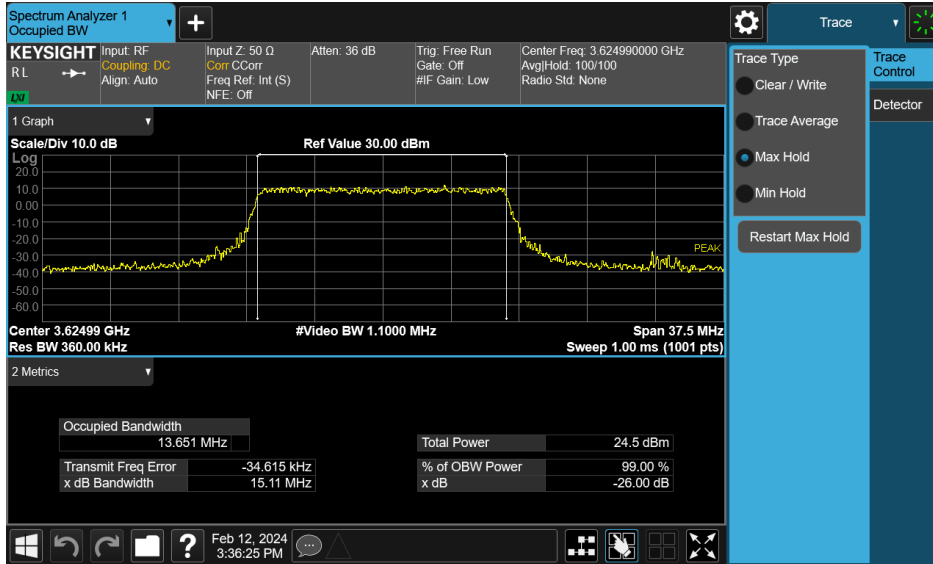 Spectrum Analyzer 1
Occupied BW
Trace
KEYSIGHT
R L
LXI
Input: RF
Coupling: DC
Align: Auto
Input Z: 50 Ω
Corr CCorr
Freq Ref: Int (S)
NFE: Off
Atten: 36 dB
Trig: Free Run
Gate: Off
#IF Gain: Low
Center Freq: 3.624990000 GHz
Avg|Hold: 100/100
Radio Std: None
Trace Type
Clear / Write
Trace Average
Max Hold
Min Hold
Restart Max Hold
Trace
Control
Detector
1 Graph
Scale/Div 10.0 dB
Ref Value 30.00 dBm
Log
20.0
10.0
0.00
-10.0
-20.0
-30.0
-40.0
-50.0
-60.0
PEAK
Center 3.62499 GHz
#Video BW 1.1000 MHz
Span 37.5 MHz
Res BW 360.00 kHz
Sweep 1.00 ms (1001 pts)
2 Metrics
Occupied Bandwidth
13.651 MHz
Total Power 24.5 dBm
Transmit Freq Error -34.615 kHz
% of OBW Power 99.00 %
x dB Bandwidth 15.11 MHz
x dB -26.00 dB
?
Feb 12, 2024
3:36:25 PM